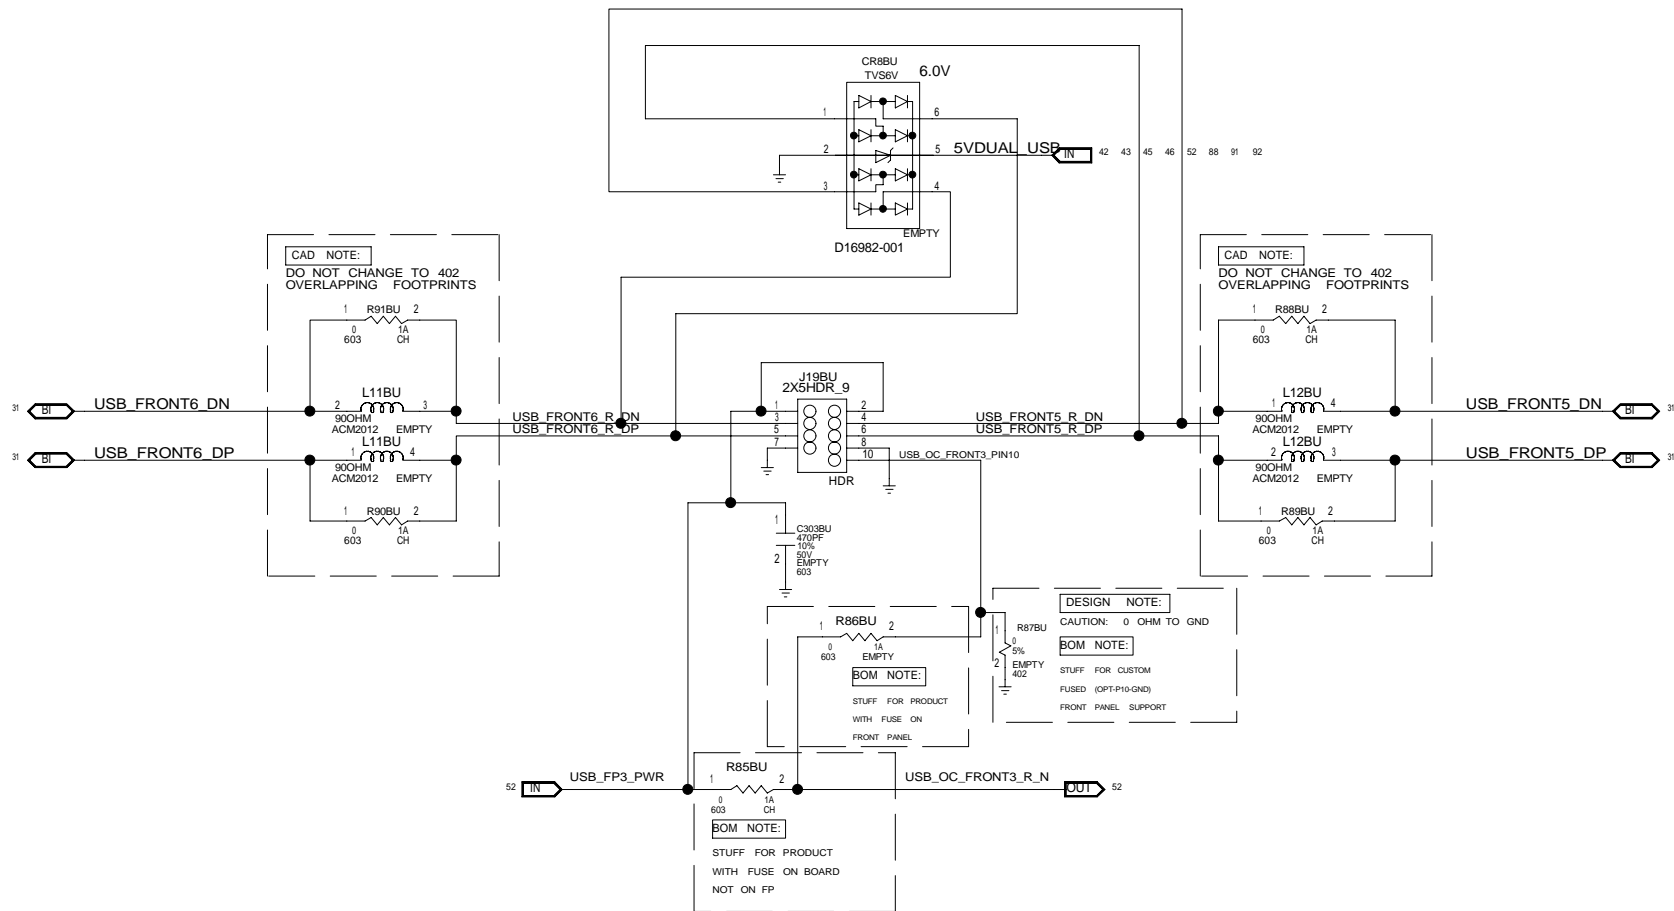 CR8BU
TVS6V
6.0V
1
6
2
5
5VDUAL_USB
IN
42 43 45 46 52 88 91 92
3
4
EMPTY
D16982-001
CAD NOTE:
DO NOT CHANGE TO 402
OVERLAPPING FOOTPRINTS
1 R91BU 2
0 1A
603 CH
31 BI USB_FRONT6_DN
L11BU
2 3
90OHM
ACM2012 EMPTY
L11BU
31 BI USB_FRONT6_DP
1 4
90OHM
ACM2012 EMPTY
1 R90BU 2
0 1A
603 CH
USB_FRONT6_R_DN
USB_FRONT6_R_DP
J19BU
2X5HDR_9
1 2
3 4
5 6
7 8
10
HDR
USB_FRONT5_R_DN
USB_FRONT5_R_DP
USB_OC_FRONT3_PIN10
CAD NOTE:
DO NOT CHANGE TO 402
OVERLAPPING FOOTPRINTS
1 R88BU 2
0 1A
603 CH
L12BU
1 4
90OHM
ACM2012 EMPTY
USB_FRONT5_DN BI 31
L12BU
2 3
90OHM
ACM2012 EMPTY
USB_FRONT5_DP BI 31
1 R89BU 2
0 1A
603 CH
1
C303BU
470PF
10%
50V
2
EMPTY
603
R86BU
1 2
0 1A
603 EMPTY
BOM NOTE:
STUFF FOR PRODUCT
WITH FUSE ON
FRONT PANEL
1 R87BU
0
5%
2 EMPTY
402
DESIGN NOTE:
CAUTION: 0 OHM TO GND
BOM NOTE:
STUFF FOR CUSTOM
FUSED (OPT-P10-GND)
FRONT PANEL SUPPORT
52 IN USB_FP3_PWR
R85BU
1 2
0 1A
603 CH
USB_OC_FRONT3_R_N OUT 52
BOM NOTE:
STUFF FOR PRODUCT
WITH FUSE ON BOARD
NOT ON FP